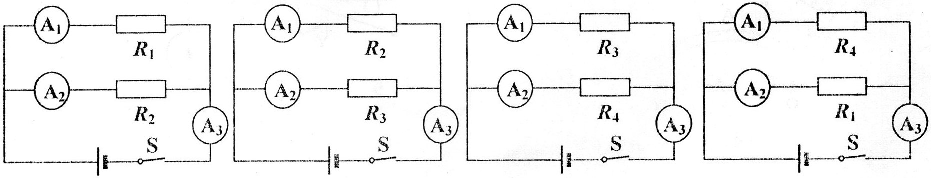 A1 R1 A2 R2 A3 S
A1 R2 A2 R3 A3 S
A1 R3 A2 R4 A3 S
A1 R4 A2 R1 A3 S